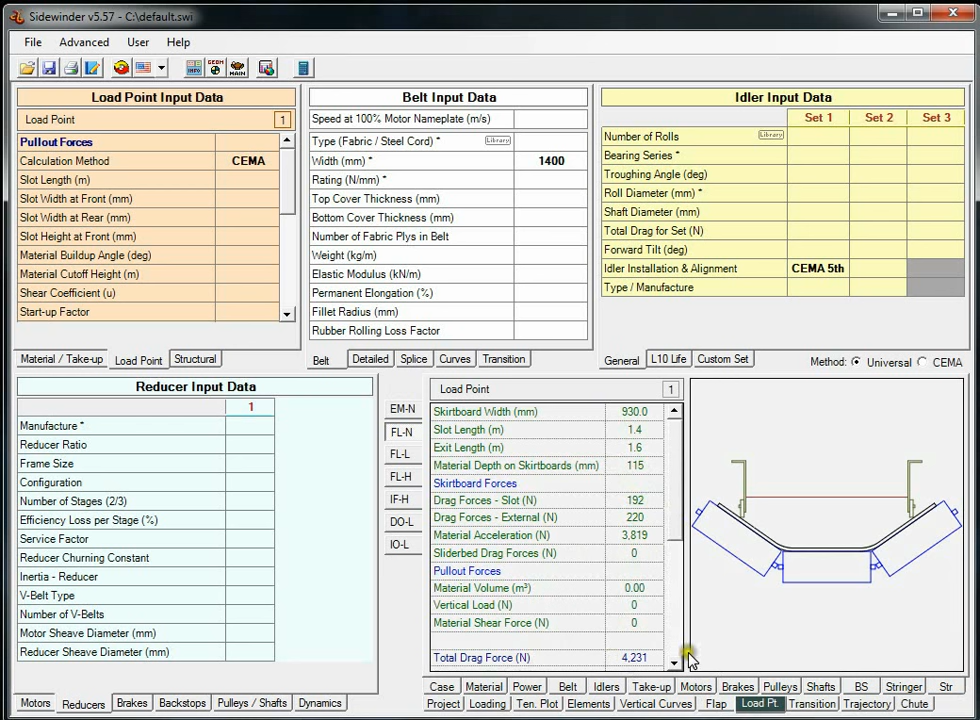 Sidewinder v5.57 - C:\default.swi
File Advanced User Help
INFO GEOM MAIN
Load Point Input Data
Load Point 1
Pullout Forces
Calculation Method CEMA
Slot Length (m)
Slot Width at Front (mm)
Slot Width at Rear (mm)
Slot Height at Front (mm)
Material Buildup Angle (deg)
Material Cutoff Height (m)
Shear Coefficient (u)
Start-up Factor
Material / Take-up Load Point Structural
Belt Input Data
Speed at 100% Motor Nameplate (m/s)
Type (Fabric / Steel Cord) * Library
Width (mm) * 1400
Rating (N/mm) *
Top Cover Thickness (mm)
Bottom Cover Thickness (mm)
Number of Fabric Plys in Belt
Weight (kg/m)
Elastic Modulus (kN/m)
Permanent Elongation (%)
Fillet Radius (mm)
Rubber Rolling Loss Factor
Belt Detailed Splice Curves Transition
Idler Input Data
Set 1 Set 2 Set 3
Number of Rolls Library
Bearing Series *
Troughing Angle (deg)
Roll Diameter (mm) *
Shaft Diameter (mm)
Total Drag for Set (N)
Forward Tilt (deg)
Idler Installation & Alignment CEMA 5th
Type / Manufacture
General L10 Life Custom Set Method: Universal CEMA
Reducer Input Data
1
Manufacture *
Reducer Ratio
Frame Size
Configuration
Number of Stages (2/3)
Efficiency Loss per Stage (%)
Service Factor
Reducer Churning Constant
Inertia - Reducer
V-Belt Type
Number of V-Belts
Motor Sheave Diameter (mm)
Reducer Sheave Diameter (mm)
Motors Reducers Brakes Backstops Pulleys / Shafts Dynamics
EM-N
FL-N
FL-L
FL-H
IF-H
DO-L
IO-L
Load Point 1
Skirtboard Width (mm) 930.0
Slot Length (m) 1.4
Exit Length (m) 1.6
Material Depth on Skirtboards (mm) 115
Skirtboard Forces
Drag Forces - Slot (N) 192
Drag Forces - External (N) 220
Material Acceleration (N) 3,819
Sliderbed Drag Forces (N) 0
Pullout Forces
Material Volume (m³) 0.00
Vertical Load (N) 0
Material Shear Force (N) 0
Total Drag Force (N) 4,231
Case Material Power Belt Idlers Take-up Motors Brakes Pulleys Shafts BS Stringer Str
Project Loading Ten. Plot Elements Vertical Curves Flap Load Pt. Transition Trajectory Chute